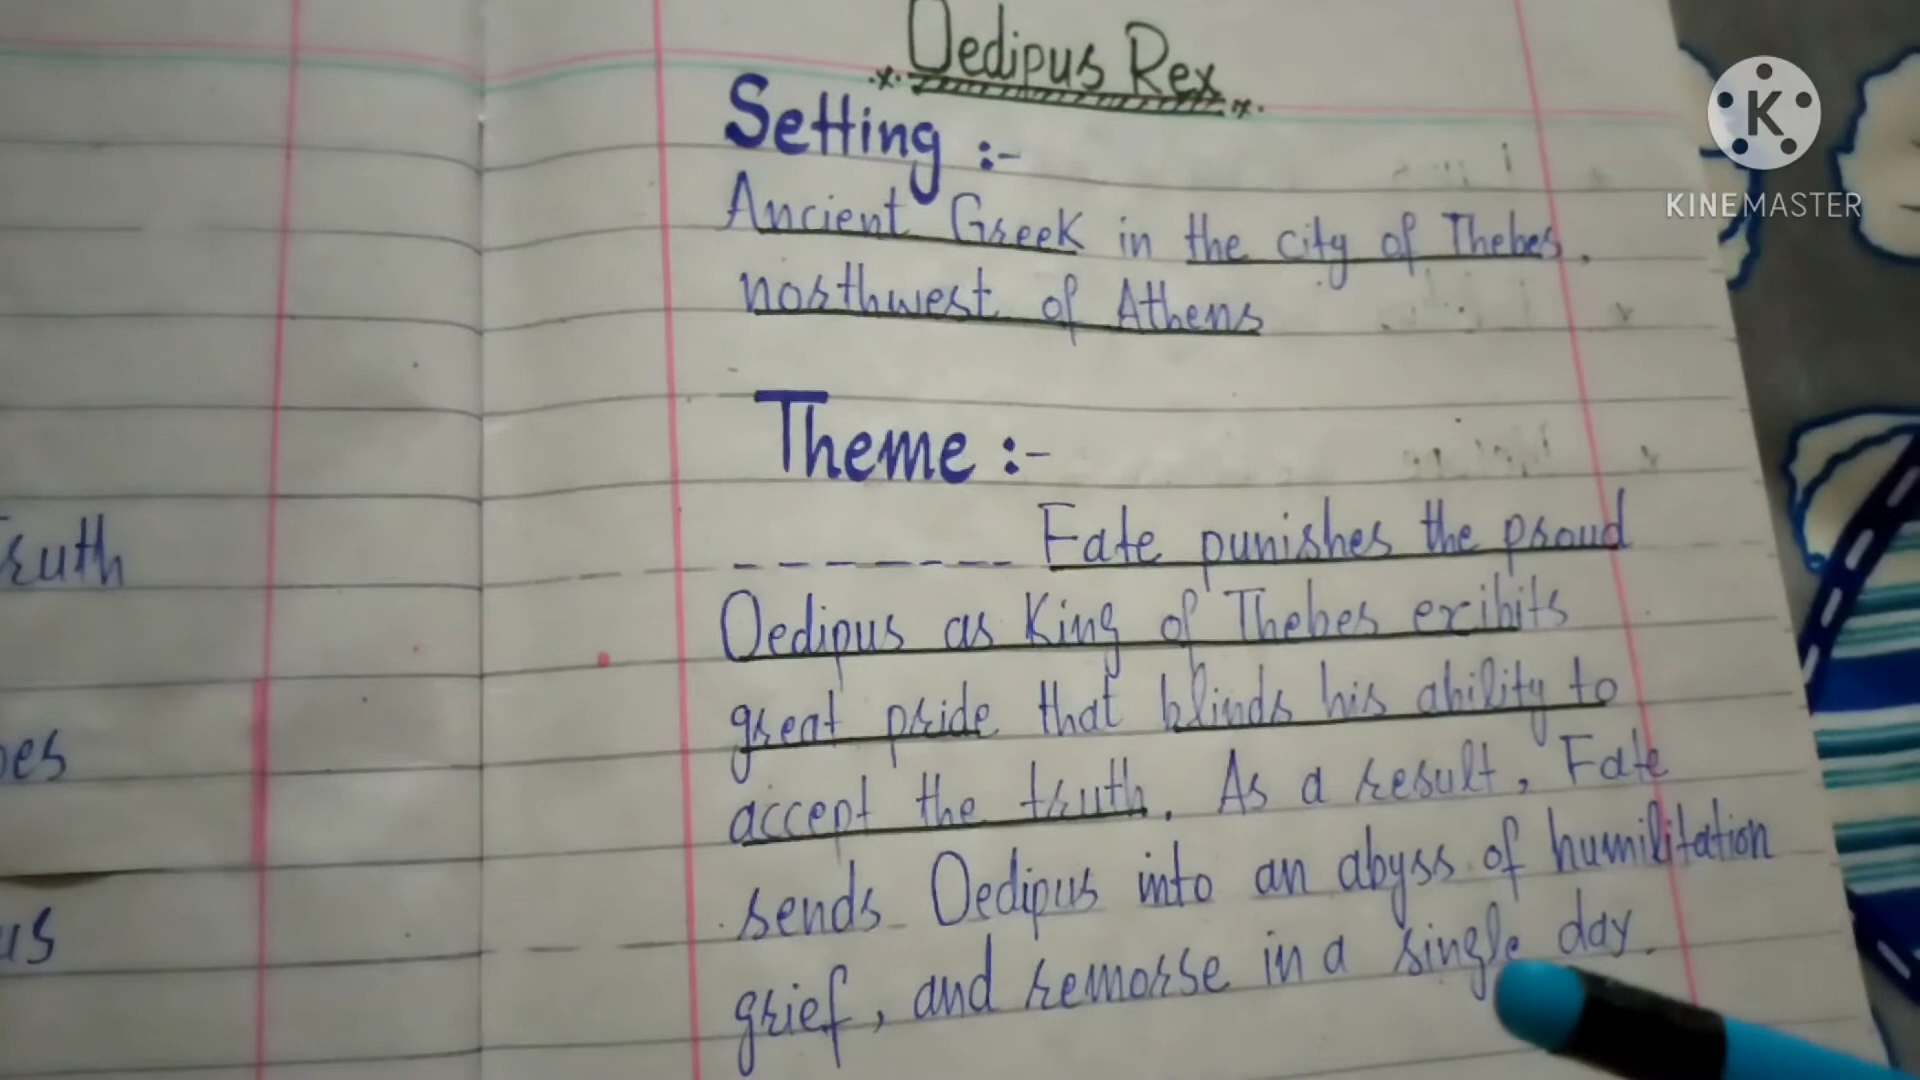 Oedipus Rex
Setting :-
Ancient Greek in the city of Thebes,
northwest of Athens
Theme :-
Fate punishes the proud
Oedipus as King of Thebes exibits
great pride that blinds his ability to
accept the truth. As a result, Fate
sends Oedipus into an abyss of humilitation
grief, and remorse in a single day.
K
KINEMASTER